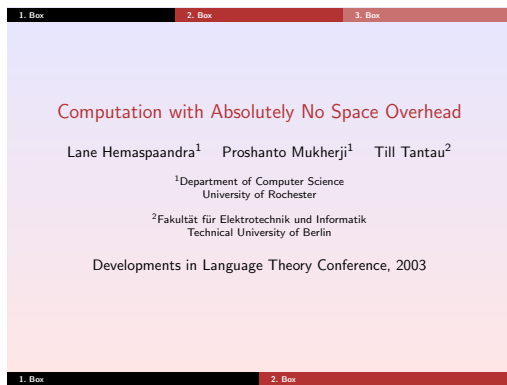 1. Box 2. Box 3. Box
Computation with Absolutely No Space Overhead
Lane Hemaspaandra1 Proshanto Mukherji1 Till Tantau2
1Department of Computer Science
University of Rochester
2Fakultät für Elektrotechnik und Informatik
Technical University of Berlin
Developments in Language Theory Conference, 2003
1. Box 2. Box